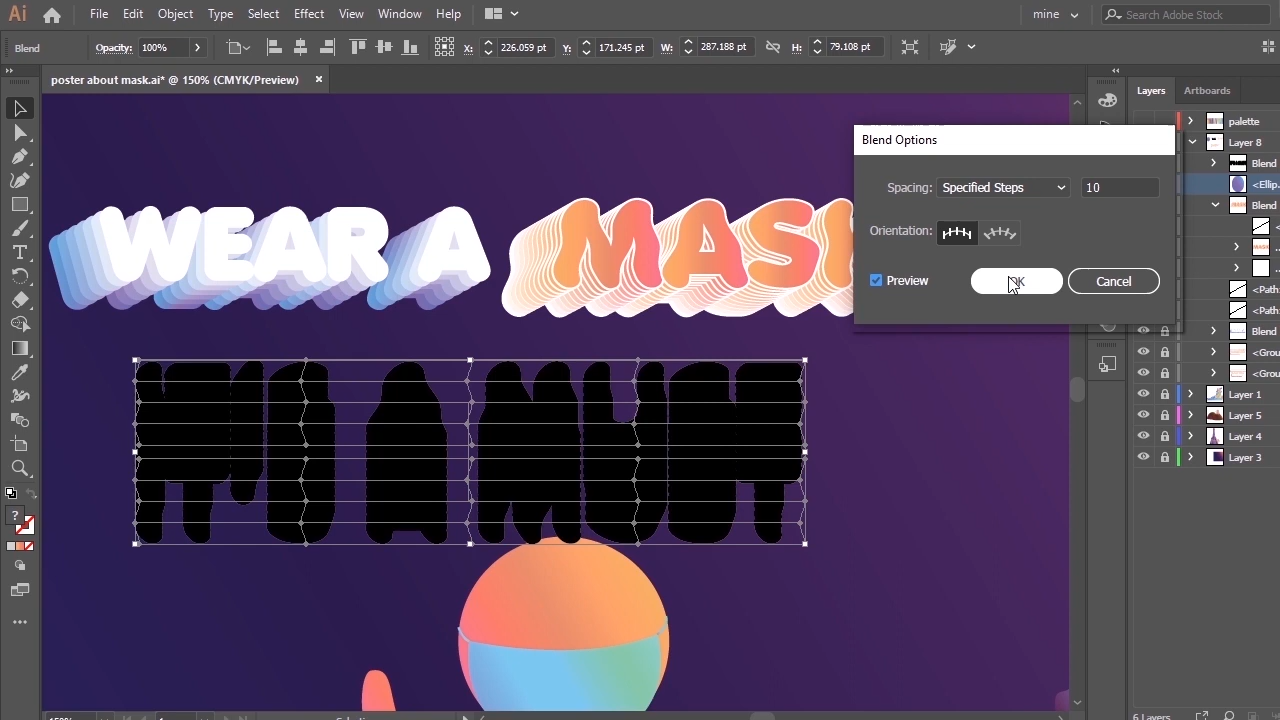 Ai File Edit Object Type Select Effect View Window Help mine Search Adobe Stock
Blend Opacity: 100% X: 226.059 pt Y: 171.245 pt W: 287.188 pt H: 79.108 pt
poster about mask.ai* @ 150% (CMYK/Preview)
Layers Artboards
palette
Layer 8
Blend
<Ellip.
Blend
<Path
<Path
Blend
<Grou
<Grou
Layer 1
Layer 5
Layer 4
Layer 3
6 Layers
Blend Options
Spacing: Specified Steps 10
Orientation:
Preview OK Cancel
WEAR A MASK
150%